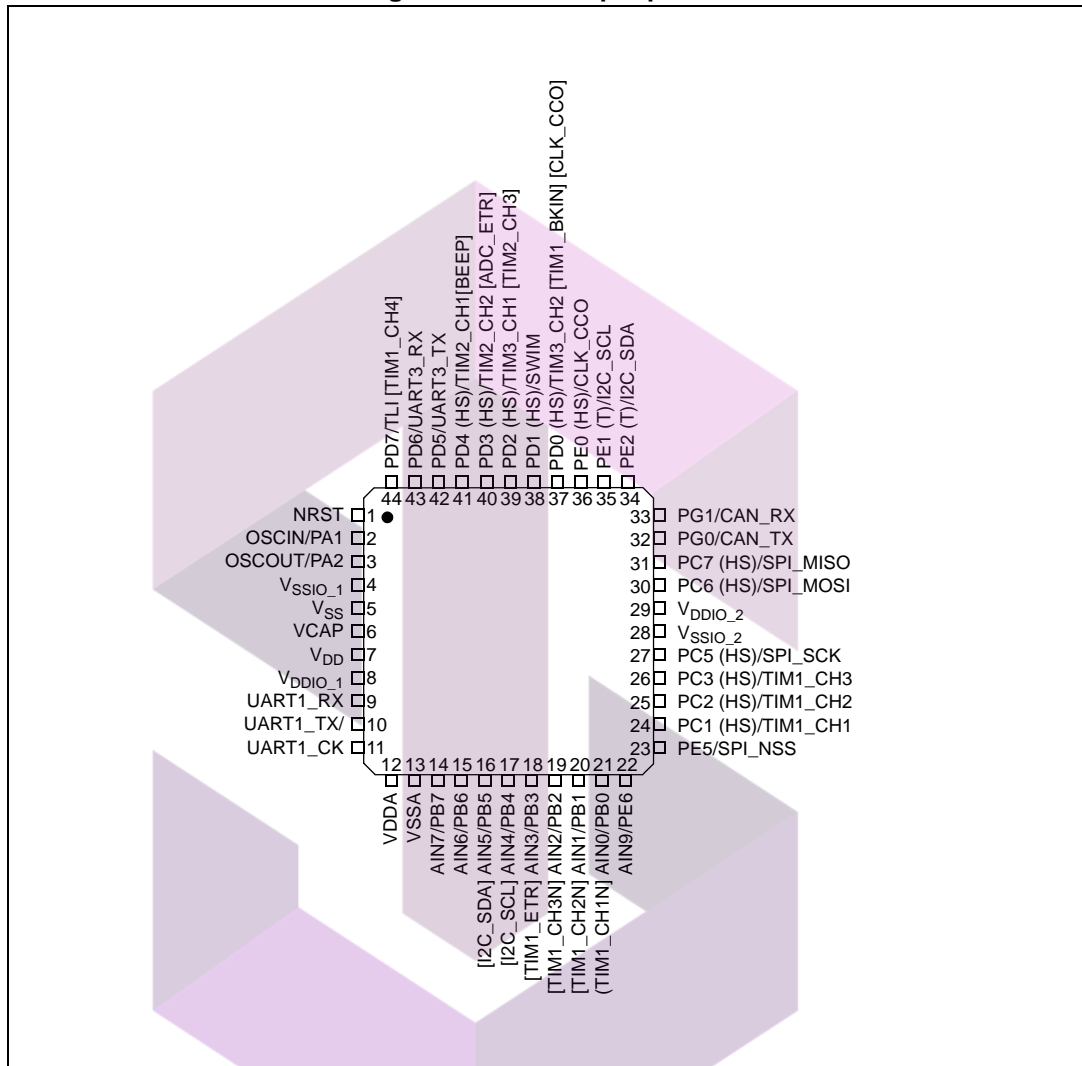 PD7/TLI [TIM1_CH4]
PD6/UART3_RX
PD5/UART3_TX
PD4 (HS)/TIM2_CH1[BEEP]
PD3 (HS)/TIM2_CH2 [ADC_ETR]
PD2 (HS)/TIM3_CH1 [TIM2_CH3]
PD1 (HS)/SWIM
PD0 (HS)/TIM3_CH2 [TIM1_BKIN] [CLK_CCO]
PE0 (HS)/CLK_CCO
PE1 (T)/I2C_SCL
PE2 (T)/I2C_SDA
44 43 42 41 40 39 38 37 36 35 34
NRST 1
OSCIN/PA1 2
OSCOUT/PA2 3
VSSIO_1 4
VSS 5
VCAP 6
VDD 7
VDDIO_1 8
UART1_RX 9
UART1_TX/ 10
UART1_CK 11
33 PG1/CAN_RX
32 PG0/CAN_TX
31 PC7 (HS)/SPI_MISO
30 PC6 (HS)/SPI_MOSI
29 VDDIO_2
28 VSSIO_2
27 PC5 (HS)/SPI_SCK
26 PC3 (HS)/TIM1_CH3
25 PC2 (HS)/TIM1_CH2
24 PC1 (HS)/TIM1_CH1
23 PE5/SPI_NSS
12 13 14 15 16 17 18 19 20 21 22
VDDA
VSSA
AIN7/PB7
AIN6/PB6
[I2C_SDA] AIN5/PB5
[I2C_SCL] AIN4/PB4
[TIM1_ETR] AIN3/PB3
[TIM1_CH3N] AIN2/PB2
[TIM1_CH2N] AIN1/PB1
(TIM1_CH1N] AIN0/PB0
AIN9/PE6